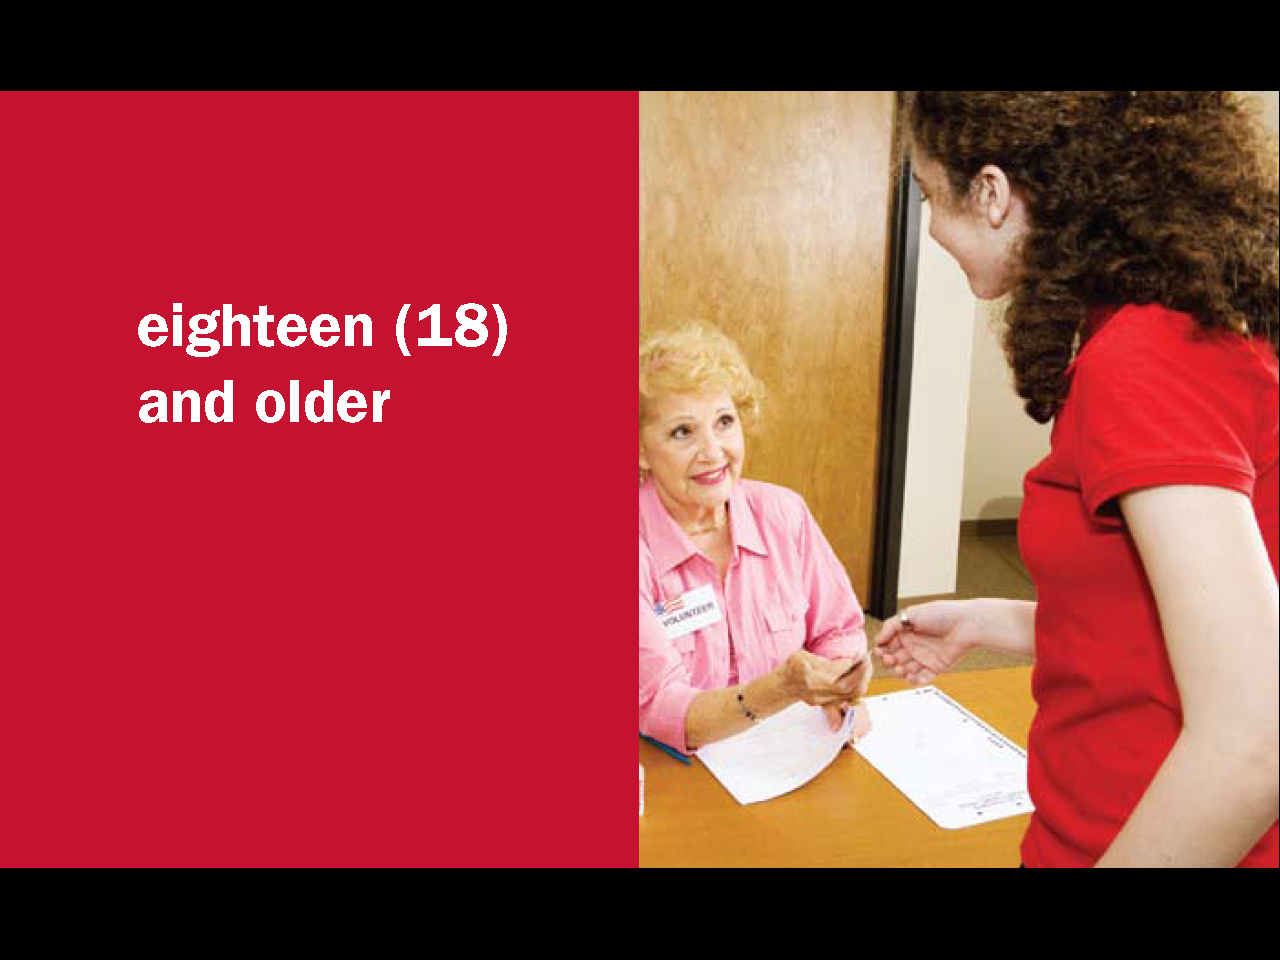 eighteen (18)
and older
VOLUNTEER